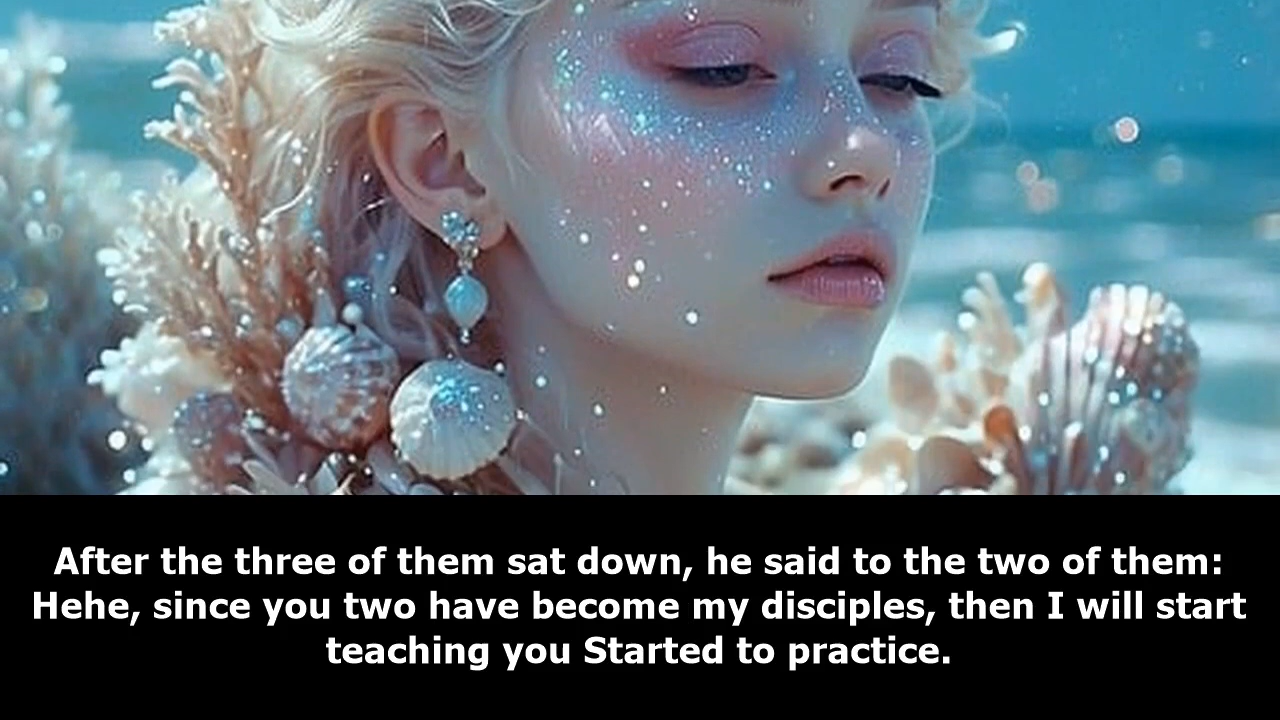 After the three of them sat down, he said to the two of them:
Hehe, since you two have become my disciples, then I will start
teaching you Started to practice.